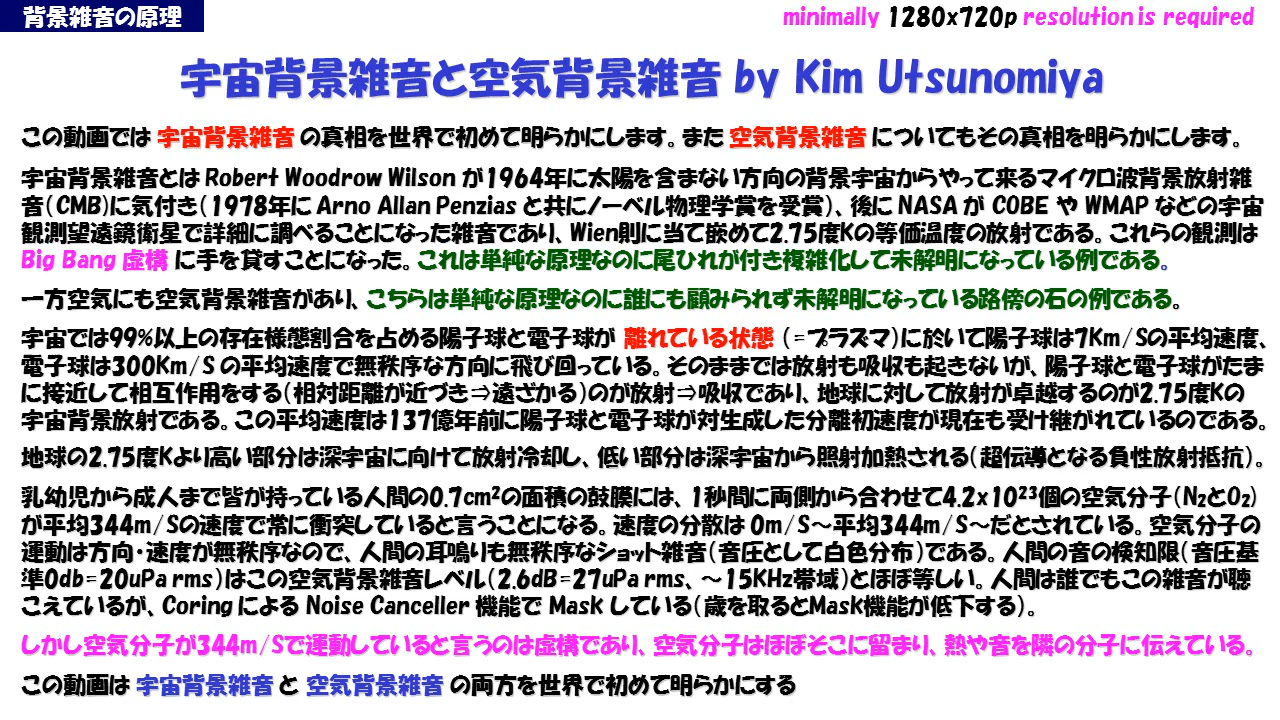 背景雑音の原理
minimally 1280x720p resolution is required
宇宙背景雑音と空気背景雑音 by Kim Utsunomiya
この動画では 宇宙背景雑音 の真相を世界で初めて明らかにします。また 空気背景雑音 についてもその真相を明らかにします。
宇宙背景雑音とは Robert Woodrow Wilson が1964年に太陽を含まない方向の背景宇宙からやって来るマイクロ波背景放射雑
音(CMB)に気付き(1978年に Arno Allan Penzias と共にノーベル物理学賞を受賞)、後に NASA が COBE や WMAP などの宇宙
観測望遠鏡衛星で詳細に調べることになった雑音であり、Wien則に当て嵌めて2.75度Kの等価温度の放射である。これらの観測は
Big Bang 虚構 に手を貸すことになった。これは単純な原理なのに尾ひれが付き複雑化して未解明になっている例である。
一方空気にも空気背景雑音があり、こちらは単純な原理なのに誰にも顧みられず未解明になっている路傍の石の例である。
宇宙では99%以上の存在様態割合を占める陽子球と電子球が 離れている状態 (=プラズマ)に於いて陽子球は7Km/Sの平均速度、
電子球は300Km/S の平均速度で無秩序な方向に飛び回っている。そのままでは放射も吸収も起きないが、陽子球と電子球がたま
に接近して相互作用をする(相対距離が近づき⇒遠ざかる)のが放射⇒吸収であり、地球に対して放射が卓越するのが2.75度Kの
宇宙背景放射である。この平均速度は137億年前に陽子球と電子球が対生成した分離初速度が現在も受け継がれているのである。
地球の2.75度Kより高い部分は深宇宙に向けて放射冷却し、低い部分は深宇宙から照射加熱される(超伝導となる負性放射抵抗)。
乳幼児から成人まで皆が持っている人間の0.7cm²の面積の鼓膜には、1秒間に両側から合わせて4.2x10²³個の空気分子(N₂とO₂)
が平均344m/Sの速度で常に衝突していると言うことになる。速度の分散は 0m/S～平均344m/S～だとされている。空気分子の
運動は方向・速度が無秩序なので、人間の耳鳴りも無秩序なショット雑音(音圧として白色分布)である。人間の音の検知限(音圧基
準0db=20uPa rms)はこの空気背景雑音レベル(2.6dB=27uPa rms、～15KHz帯域)とほぼ等しい。人間は誰でもこの雑音が聴
こえているが、Coring による Noise Canceller 機能で Mask している(歳を取るとMask機能が低下する)。
しかし空気分子が344m/Sで運動していると言うのは虚構であり、空気分子はほぼそこに留まり、熱や音を隣の分子に伝えている。
この動画は 宇宙背景雑音 と 空気背景雑音 の両方を世界で初めて明らかにする